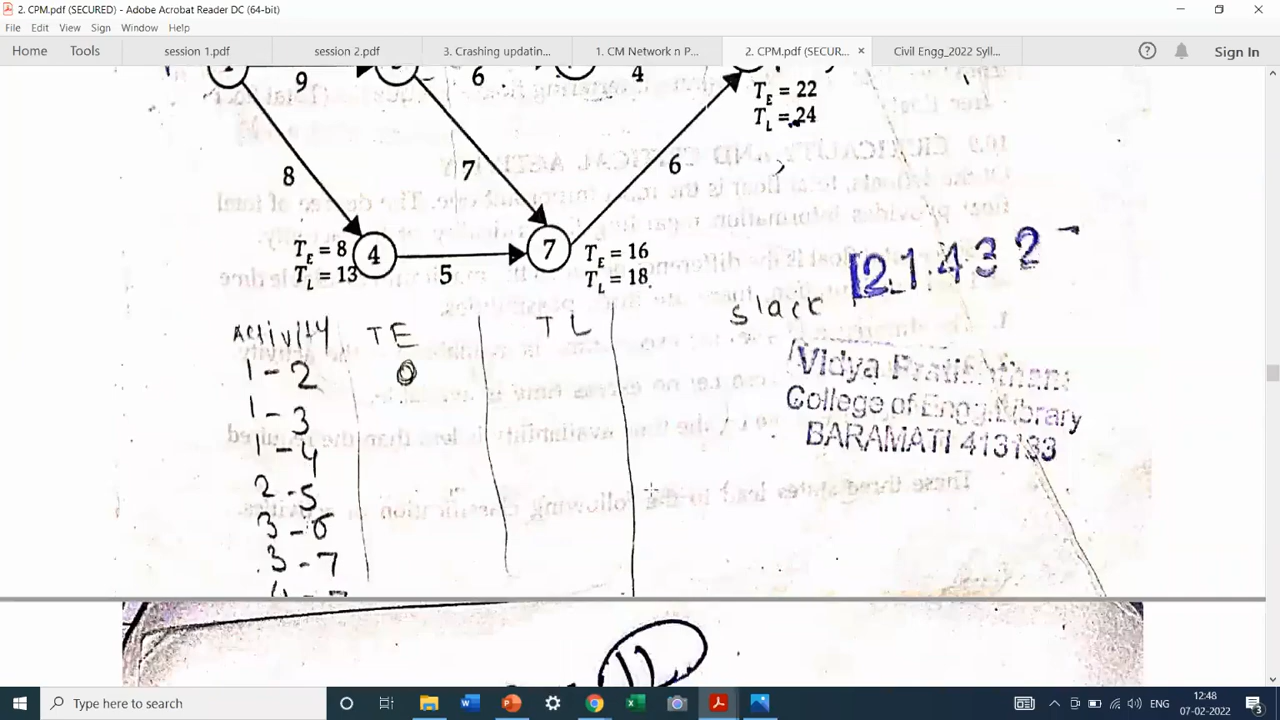 2. CPM.pdf (SECURED) - Adobe Acrobat Reader DC (64-bit)
File Edit View Sign Window Help
Home Tools session 1.pdf session 2.pdf 3. Crashing updatin... 1. CM Network n P... 2. CPM.pdf (SECUR... × Civil Engg_2022 Syll... Sign In
9 6 4
T_E = 22
T_L = 24
8 7 6
4 7
T_E = 8
T_L = 13
5
T_E = 16
T_L = 18
12.1.432
Activity TE TL Slack
1-2 0
1-3
1-4
2-5
3-6
3-7
Vidya Pratishthan's
College of Engg. Library
BARAMATI 413133
11
Type here to search
ENG
12:48
07-02-2022
3